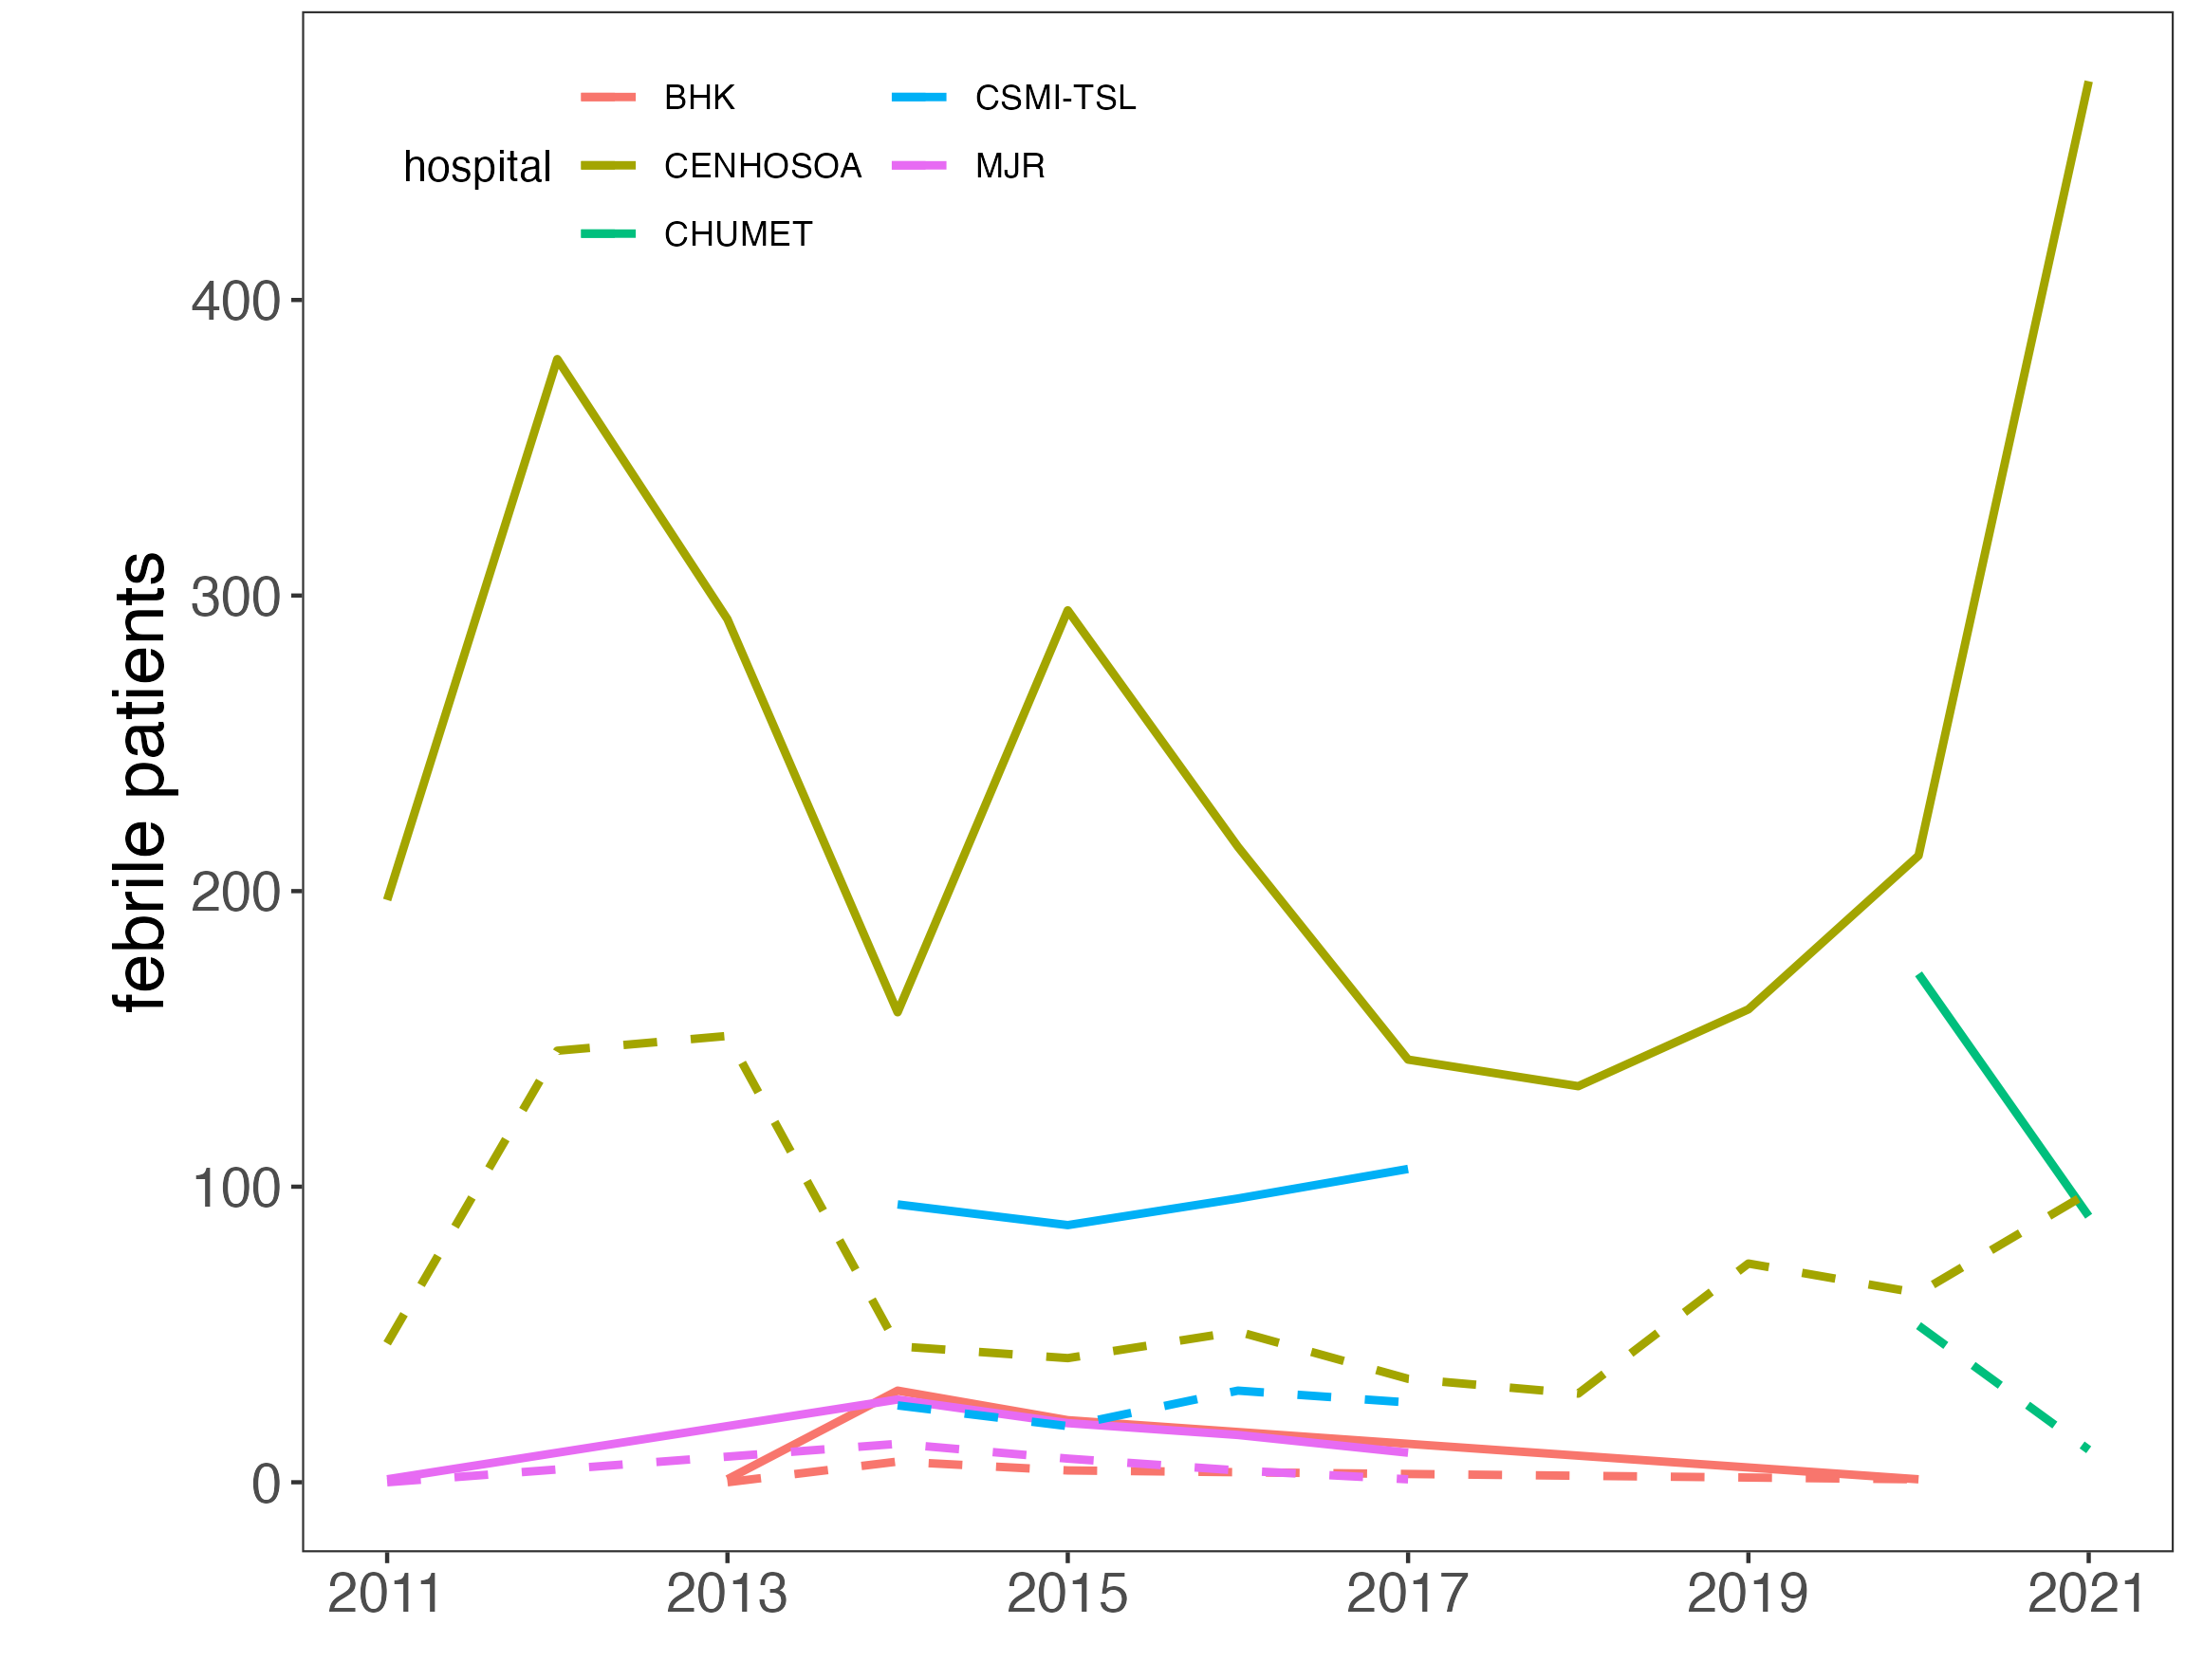 hospital
BHK
CENHOSOA
CHUMET
CSMI-TSL
MJR
febrile patients
400
300
200
100
0
2011
2013
2015
2017
2019
2021